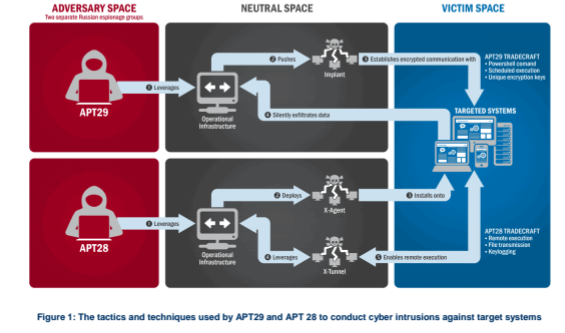 ADVERSARY SPACE
Two separate Russian espionage groups
NEUTRAL SPACE
VICTIM SPACE
APT29
1 Leverages
Operational
Infrastructure
2 Pushes
Implant
3 Establishes encrypted communication with
4 Silently exfiltrates data
APT29 TRADECRAFT
• Powershell comand
• Scheduled execution
• Unique encryption keys
TARGETED SYSTEMS
APT28
1 Leverages
Operational
Infrastructure
2 Deploys
X-Agent
3 Installs onto
4 Leverages
X-Tunnel
5 Enables remote execution
APT28 TRADECRAFT
• Remote execution
• File transmission
• Keylogging
Figure 1: The tactics and techniques used by APT29 and APT 28 to conduct cyber intrusions against target systems